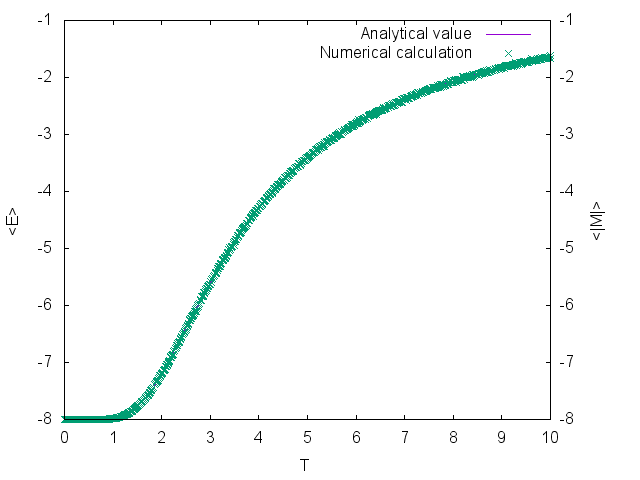 -1 -1
Analytical value
Numerical calculation
-2 -2
-3 -3
-4 -4
<E> <|M|>
-5 -5
-6 -6
-7 -7
-8 -8
0 1 2 3 4 5 6 7 8 9 10
T